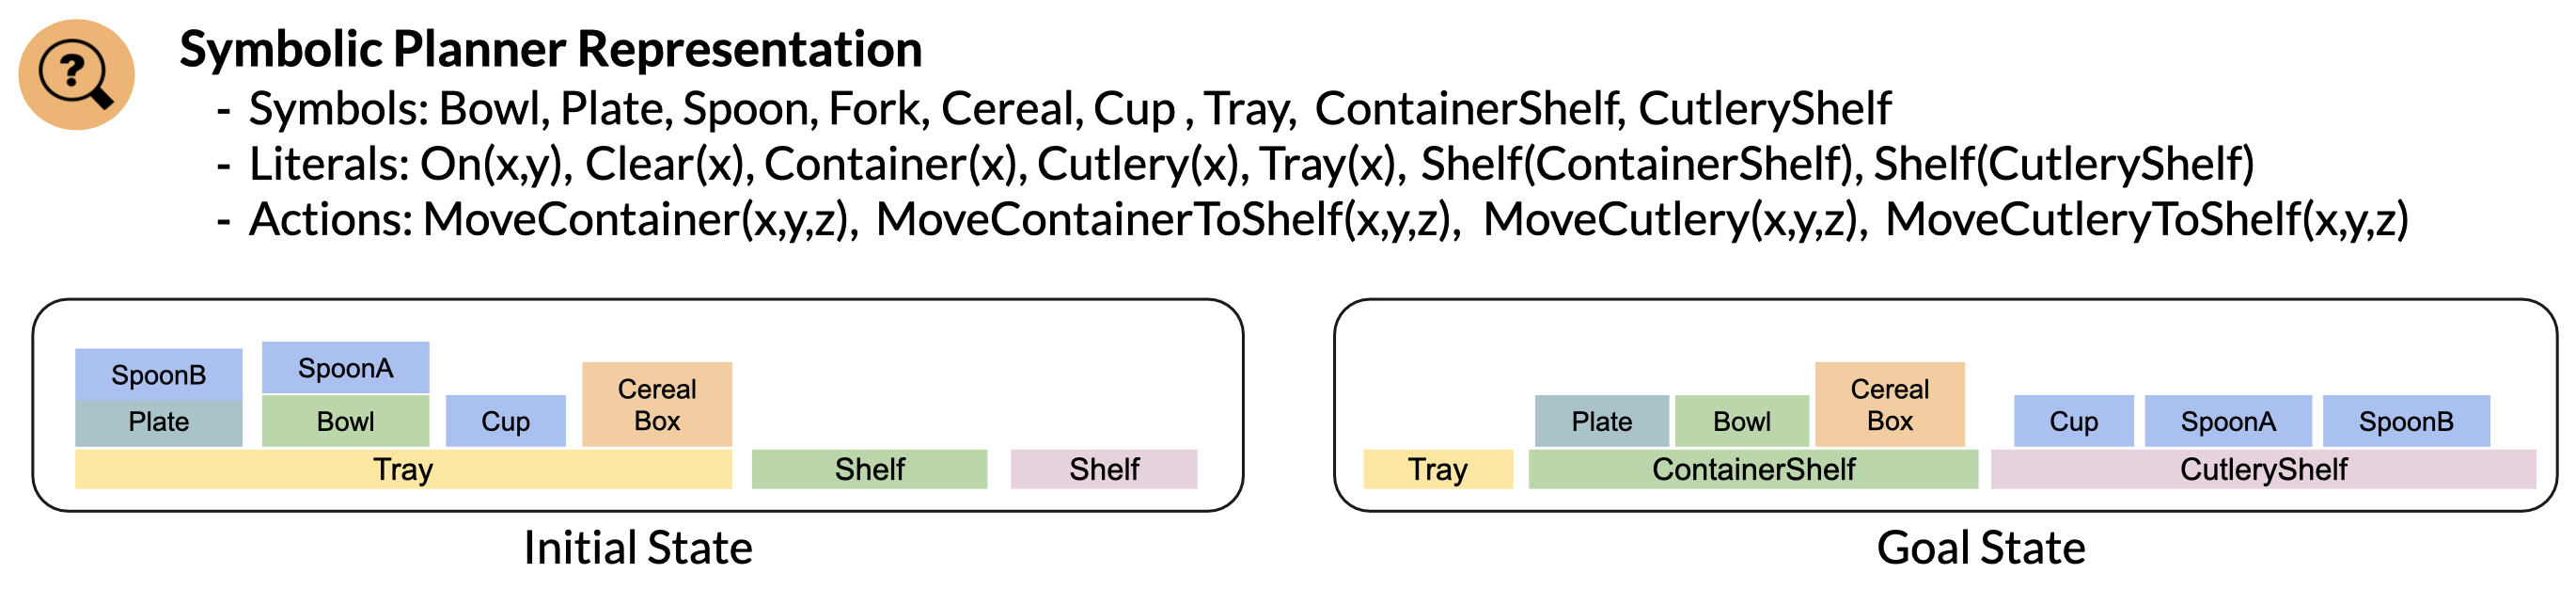 ?
Symbolic Planner Representation
- Symbols: Bowl, Plate, Spoon, Fork, Cereal, Cup , Tray, ContainerShelf, CutleryShelf
- Literals: On(x,y), Clear(x), Container(x), Cutlery(x), Tray(x), Shelf(ContainerShelf), Shelf(CutleryShelf)
- Actions: MoveContainer(x,y,z), MoveContainerToShelf(x,y,z), MoveCutlery(x,y,z), MoveCutleryToShelf(x,y,z)
SpoonB
SpoonA
Plate
Bowl
Cup
Cereal
Box
Tray
Shelf
Shelf
Initial State
Plate
Bowl
Cereal
Box
Cup
SpoonA
SpoonB
Tray
ContainerShelf
CutleryShelf
Goal State